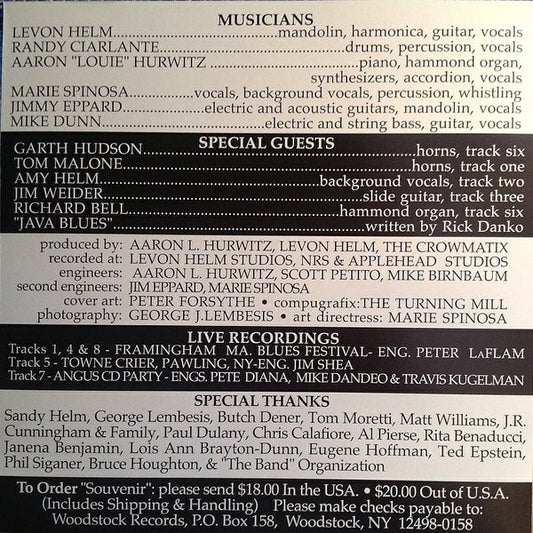 MUSICIANS
LEVON HELM..............................mandolin, harmonica, guitar, vocals
RANDY CIARLANTE..................................drums, percussion, vocals
AARON "LOUIE" HURWITZ ...........................piano, hammond organ,
synthesizers, accordion, vocals
MARIE SPINOSA..........vocals, background vocals, percussion, whistling
JIMMY EPPARD...........electric and acoustic guitars, mandolin, vocals
MIKE DUNN...........................electric and string bass, guitar, vocals
SPECIAL GUESTS
GARTH HUDSON..............................................horns, track six
TOM MALONE................................................horns, track one
AMY HELM.................................background vocals, track two
JIM WEIDER........................................slide guitar, track three
RICHARD BELL..................................hammond organ, track six
"JAVA BLUES".........................................written by Rick Danko
produced by: AARON L. HURWITZ, LEVON HELM, THE CROWMATIX
recorded at: LEVON HELM STUDIOS, NRS & APPLEHEAD STUDIOS
engineers: AARON L. HURWITZ, SCOTT PETITO, MIKE BIRNBAUM
second engineers: JIM EPPARD, MARIE SPINOSA
cover art: PETER FORSYTHE • compugrafix:THE TURNING MILL
photography: GEORGE J.LEMBESIS • art directress: MARIE SPINOSA
LIVE RECORDINGS
Tracks 1, 4 & 8 - FRAMINGHAM MA. BLUES FESTIVAL- ENG. PETER LAFLAM
Track 5 - TOWNE CRIER, PAWLING, NY-ENG. JIM SHEA
Track 7 - ANGUS CD PARTY - ENGS. PETE DIANA, MIKE DANDEO & TRAVIS KUGELMAN
SPECIAL THANKS
Sandy Helm, George Lembesis, Butch Dener, Tom Moretti, Matt Williams, J.R.
Cunningham & Family, Paul Dulany, Chris Calafiore, Al Pierse, Rita Benaducci,
Janena Benjamin, Lois Ann Brayton-Dunn, Eugene Hoffman, Ted Epstein,
Phil Siganer, Bruce Houghton, & "The Band" Organization
To Order "Souvenir": please send $18.00 In the USA. • $20.00 Out of U.S.A.
(Includes Shipping & Handling) Please make checks payable to:
Woodstock Records, P.O. Box 158, Woodstock, NY 12498-0158